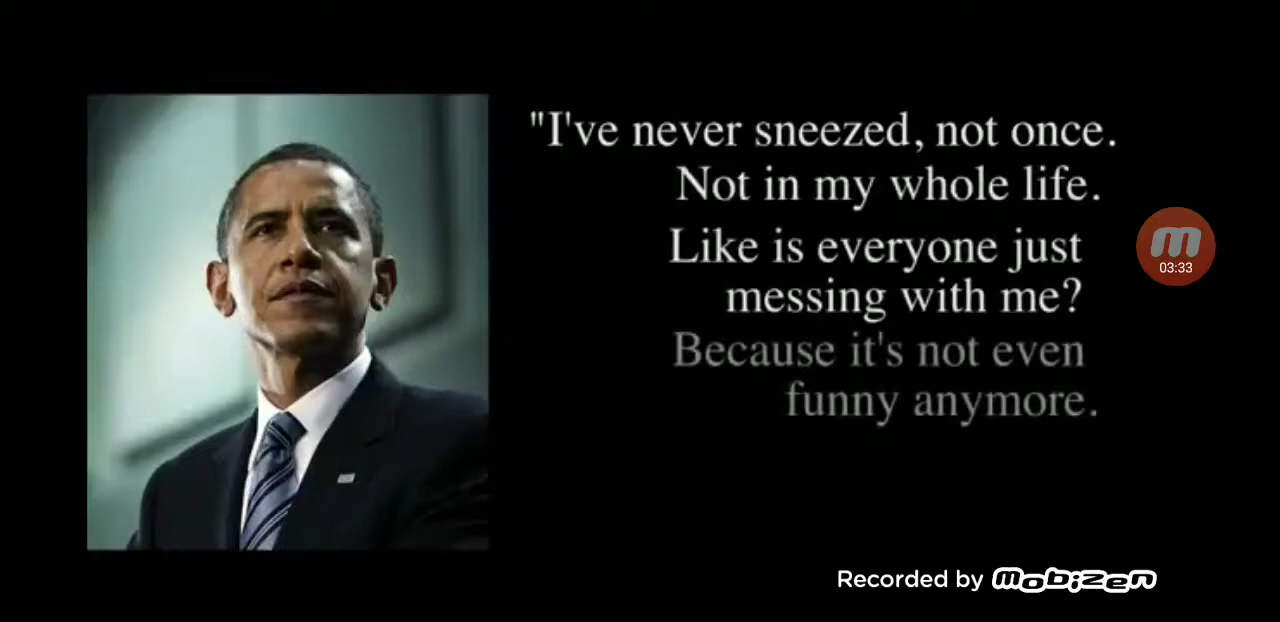 "I've never sneezed, not once.
Not in my whole life.
Like is everyone just
messing with me?
Because it's not even
funny anymore.
m
03:33
Recorded by mobizen